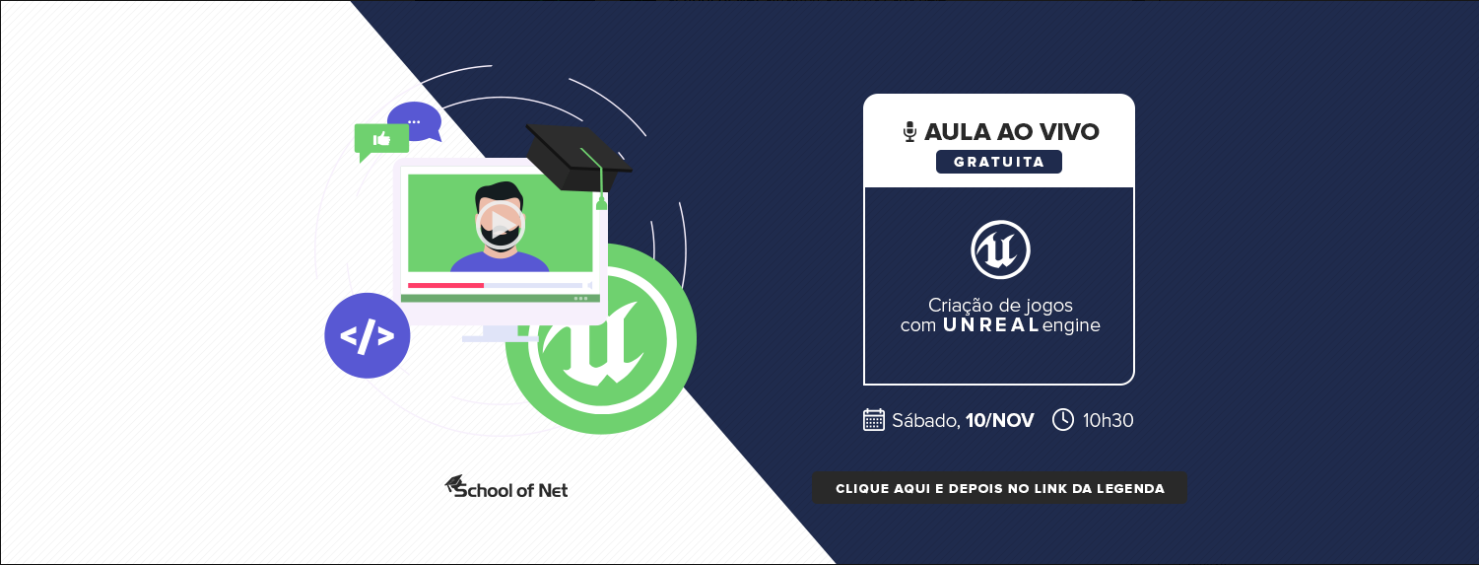 AULA AO VIVO
GRATUITA
Criação de jogos
com UNREAL engine
Sábado, 10/NOV 10h30
CLIQUE AQUI E DEPOIS NO LINK DA LEGENDA
School of Net